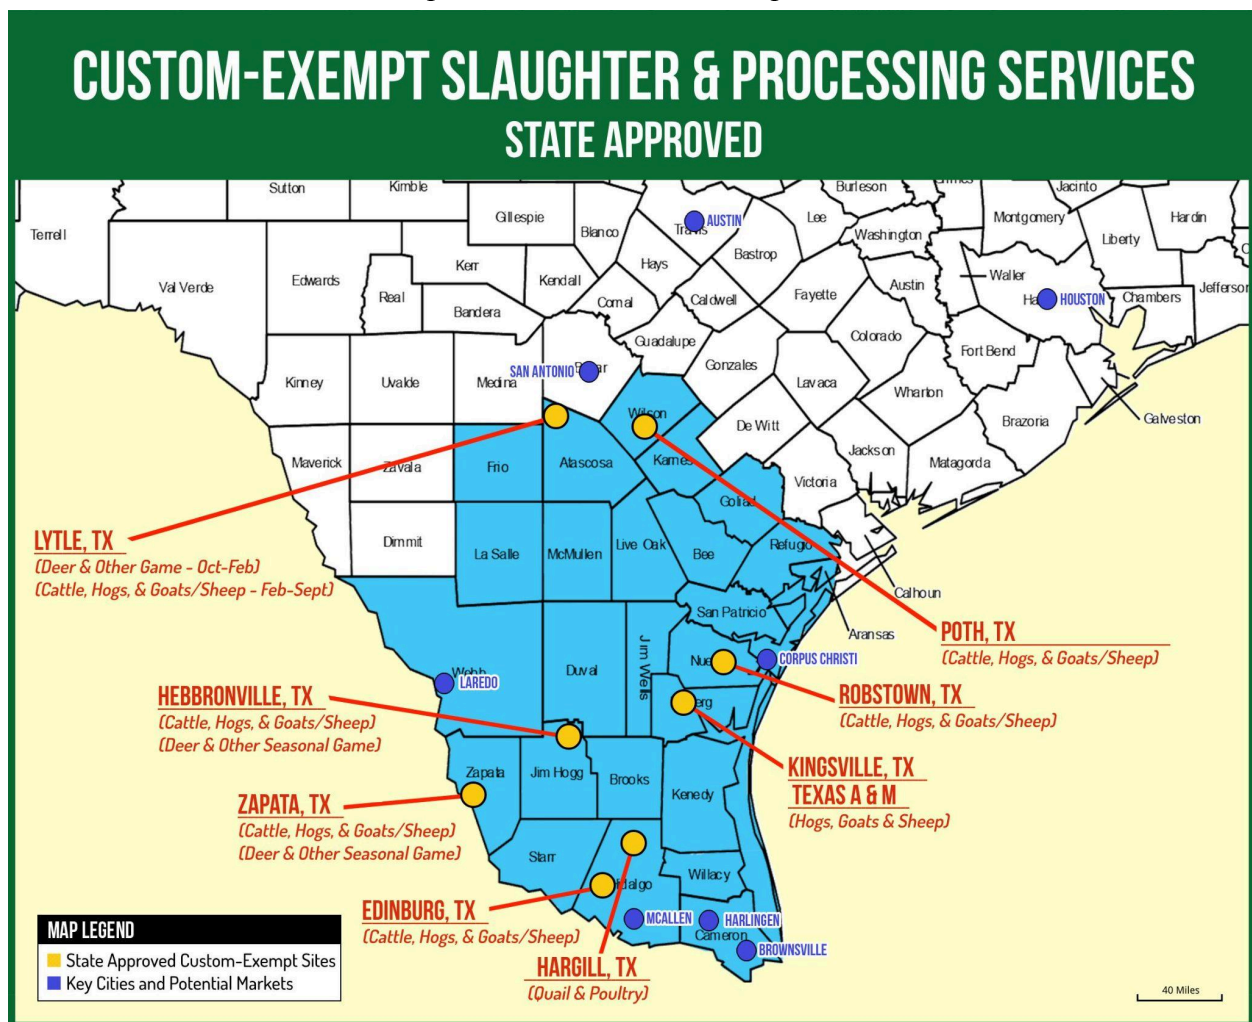 CUSTOM-EXEMPT SLAUGHTER & PROCESSING SERVICES
STATE APPROVED
Sutton
Kimble
Gillespie
Blanco
AUSTIN
Lee
Burleson
Washington
Montgomery
Jacinto
Hardin
Liberty
Terrell
Val Verde
Edwards
Real
Kerr
Kendall
Hays
Bastrop
Bandera
Comal
Caldwell
Fayette
Austin
Waller
HOUSTON
Chambers
Jefferson
Guadalupe
Gonzales
Colorado
Fort Bend
Kinney
Uvalde
Medina
SAN ANTONIO
Lavaca
Wharton
Brazoria
Galveston
Wilson
De Witt
Jackson
Matagorda
Maverick
Zavala
Frio
Atascosa
Karnes
Goliad
Victoria
Dimmit
La Salle
McMullen
Live Oak
Bee
Refugio
Calhoun
San Patricio
Aransas
LYTLE, TX
(Deer & Other Game - Oct-Feb)
(Cattle, Hogs, & Goats/Sheep - Feb-Sept)
POTH, TX
(Cattle, Hogs, & Goats/Sheep)
Webb
LAREDO
Duval
Jim Wells
CORPUS CHRISTI
ROBSTOWN, TX
(Cattle, Hogs, & Goats/Sheep)
HEBBRONVILLE, TX
(Cattle, Hogs, & Goats/Sheep)
(Deer & Other Seasonal Game)
Zapata
Jim Hogg
Brooks
Kenedy
KINGSVILLE, TX
TEXAS A & M
(Hogs, Goats & Sheep)
ZAPATA, TX
(Cattle, Hogs, & Goats/Sheep)
(Deer & Other Seasonal Game)
Starr
Willacy
EDINBURG, TX
(Cattle, Hogs, & Goats/Sheep)
MCALLEN
HARLINGEN
Cameron
BROWNSVILLE
HARGILL, TX
(Quail & Poultry)
MAP LEGEND
State Approved Custom-Exempt Sites
Key Cities and Potential Markets
40 Miles